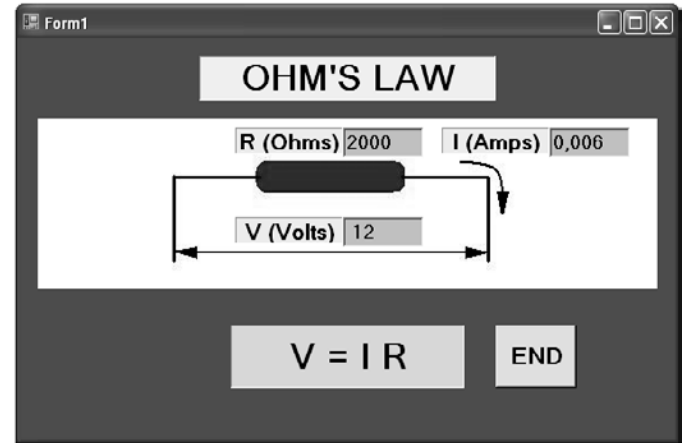 Form1
OHM'S LAW
R (Ohms) 2000 I (Amps) 0,006
V (Volts) 12
V = I R
END